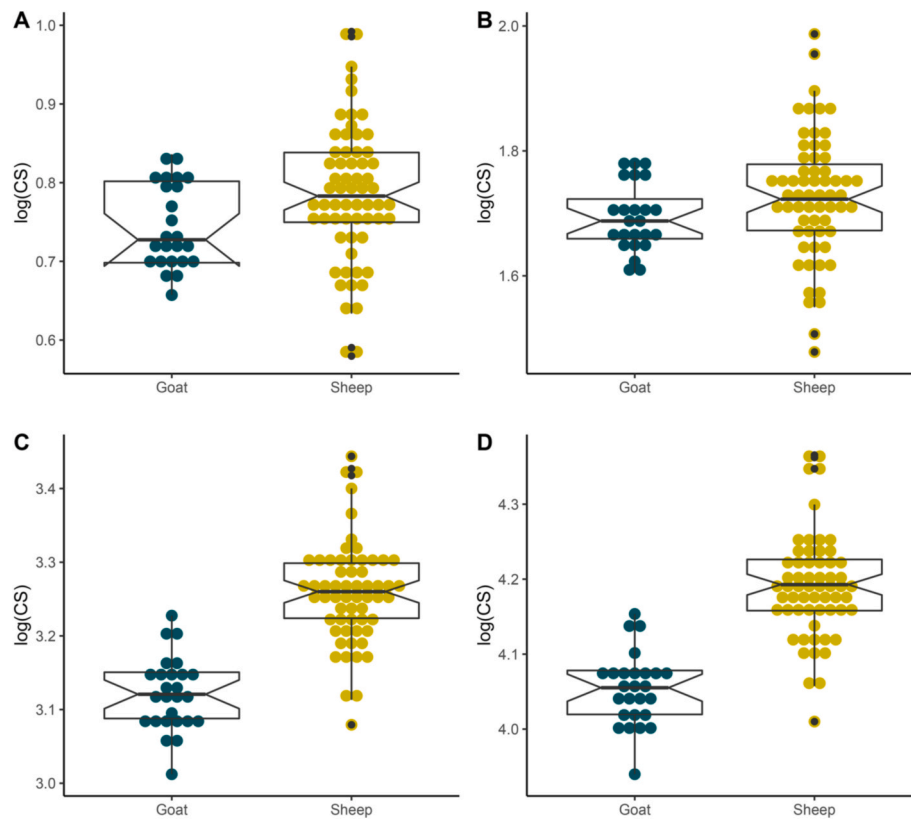 A
B
1.0
0.9
0.8
0.7
0.6
log(CS)
Goat
Sheep
2.0
1.8
1.6
log(CS)
Goat
Sheep
C
D
3.4
3.3
3.2
3.1
3.0
log(CS)
Goat
Sheep
4.3
4.2
4.1
4.0
log(CS)
Goat
Sheep